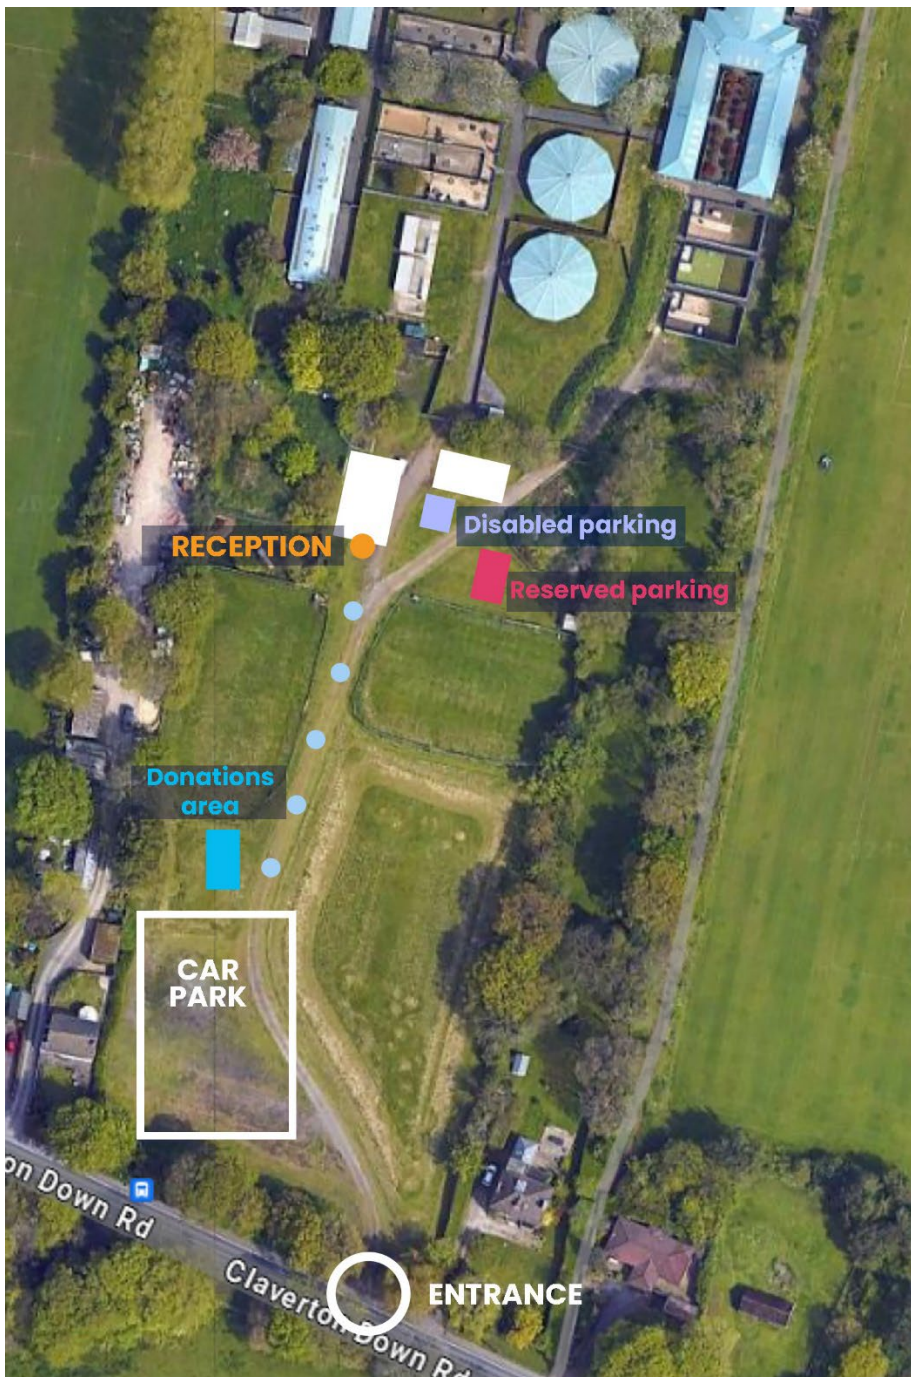 RECEPTION
Disabled parking
Reserved parking
Donations
area
CAR
PARK
on Down Rd
Claverton Down Rd
ENTRANCE